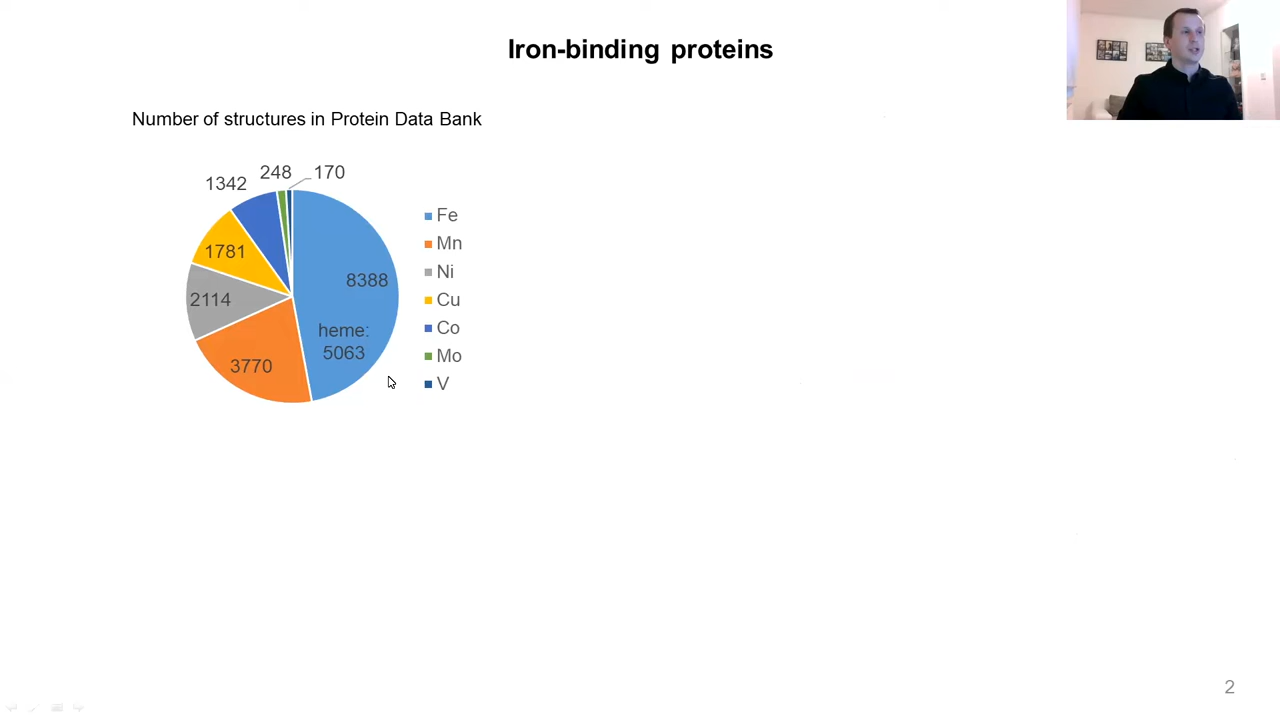 Iron-binding proteins
Number of structures in Protein Data Bank
248
170
1342
1781
2114
3770
8388
heme:
5063
Fe
Mn
Ni
Cu
Co
Mo
V
2